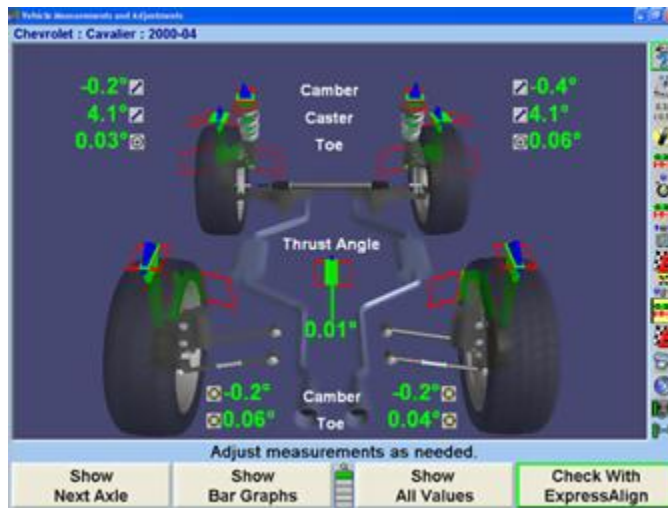 Vehicle Measurements and Adjustments
Chevrolet : Cavalier : 2000-04
-0.2° Camber -0.4°
4.1° Caster 4.1°
0.03° Toe 0.06°
Thrust Angle
0.01°
-0.2° Camber -0.2°
0.06° Toe 0.04°
Adjust measurements as needed.
Show Next Axle
Show Bar Graphs
Show All Values
Check With ExpressAlign